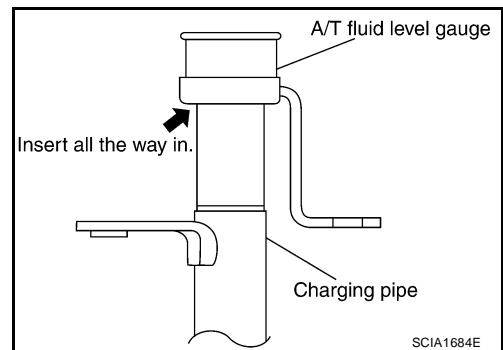 A/T fluid level gauge
Insert all the way in.
Charging pipe
SCIA1684E